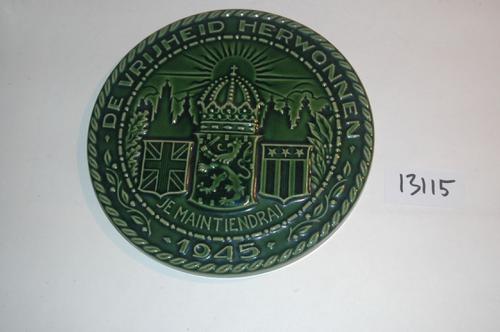 DE VRIJHEID HERWONNEN
JE MAINTIENDRAI
1945
13115